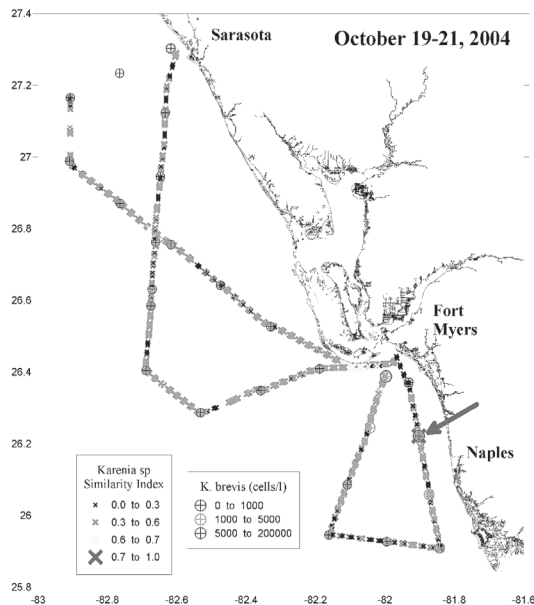 27.4
Sarasota
October 19-21, 2004
27.2
27
26.8
26.6
Fort
Myers
26.4
26.2
Naples
Karenia sp
Similarity Index
0.0 to 0.3
0.3 to 0.6
0.6 to 0.7
0.7 to 1.0
K. brevis (cells/l)
0 to 1000
1000 to 5000
5000 to 200000
26
25.8
-83
-82.8
-82.6
-82.4
-82.2
-82
-81.8
-81.6